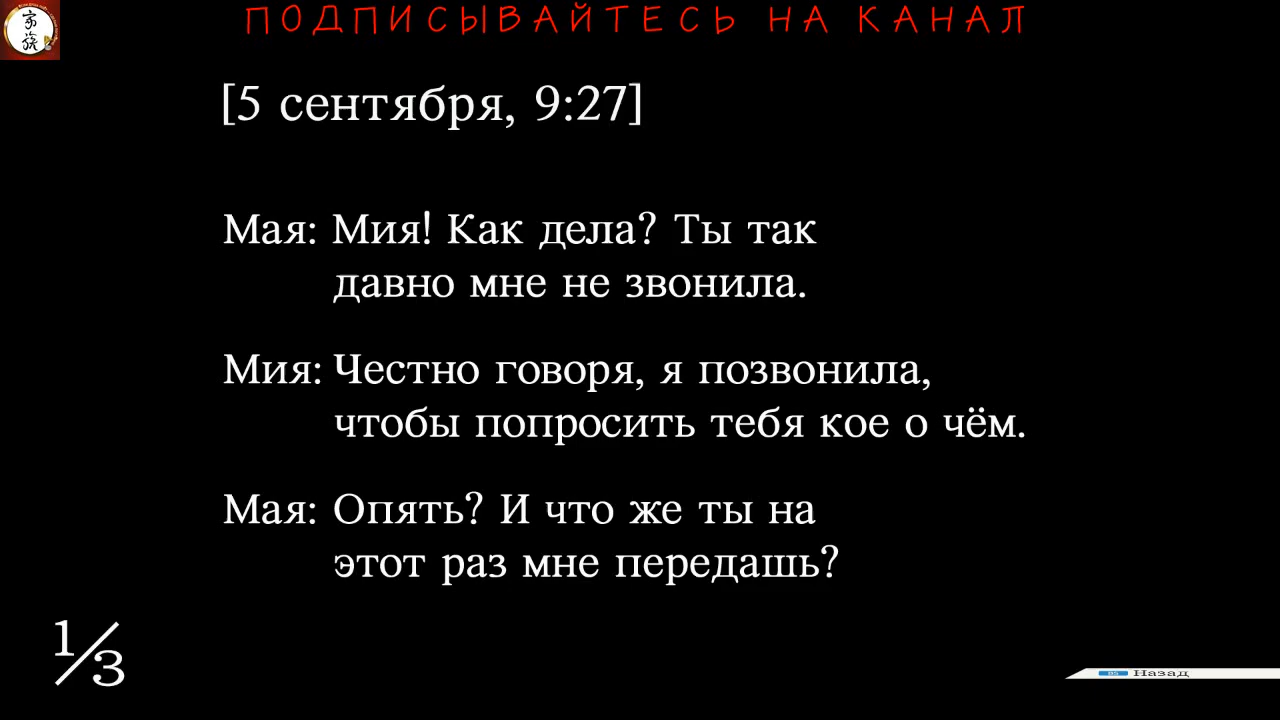 ПОДПИСЫВАЙТЕСЬ НА КАНАЛ
[5 сентября, 9:27]
Мая: Мия! Как дела? Ты так
давно мне не звонила.
Мия: Честно говоря, я позвонила,
чтобы попросить тебя кое о чём.
Мая: Опять? И что же ты на
этот раз мне передашь?
1/3
BS Назад